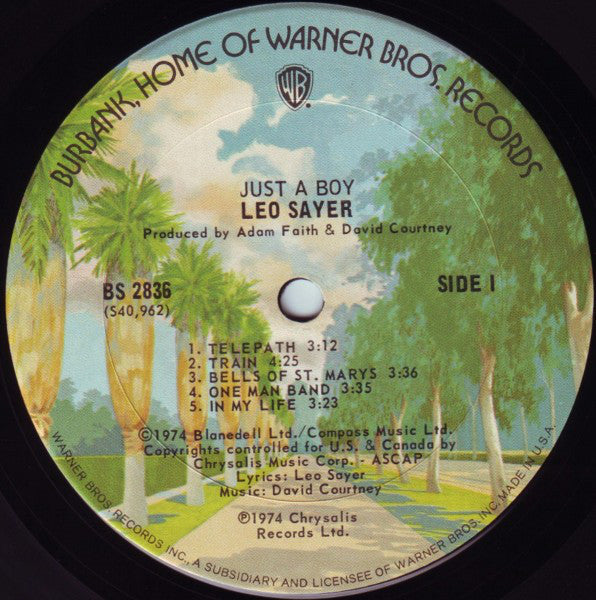 BURBANK, HOME OF WARNER BROS. RECORDS
WB
JUST A BOY
LEO SAYER
Produced by Adam Faith & David Courtney
BS 2836
(S40,962)
SIDE I
1. TELEPATH 3:12
2. TRAIN 4:25
3. BELLS OF ST. MARYS 3:36
4. ONE MAN BAND 3:35
5. IN MY LIFE 3:23
©1974 Blanedell Ltd./Compass Music Ltd.
Copyrights controlled for U.S. & Canada by
Chrysalis Music Corp. - ASCAP
Lyrics: Leo Sayer
Music: David Courtney
℗1974 Chrysalis
Records Ltd.
WARNER BROS. RECORDS INC., A SUBSIDIARY AND LICENSEE OF WARNER BROS. INC. MADE IN U.S.A.